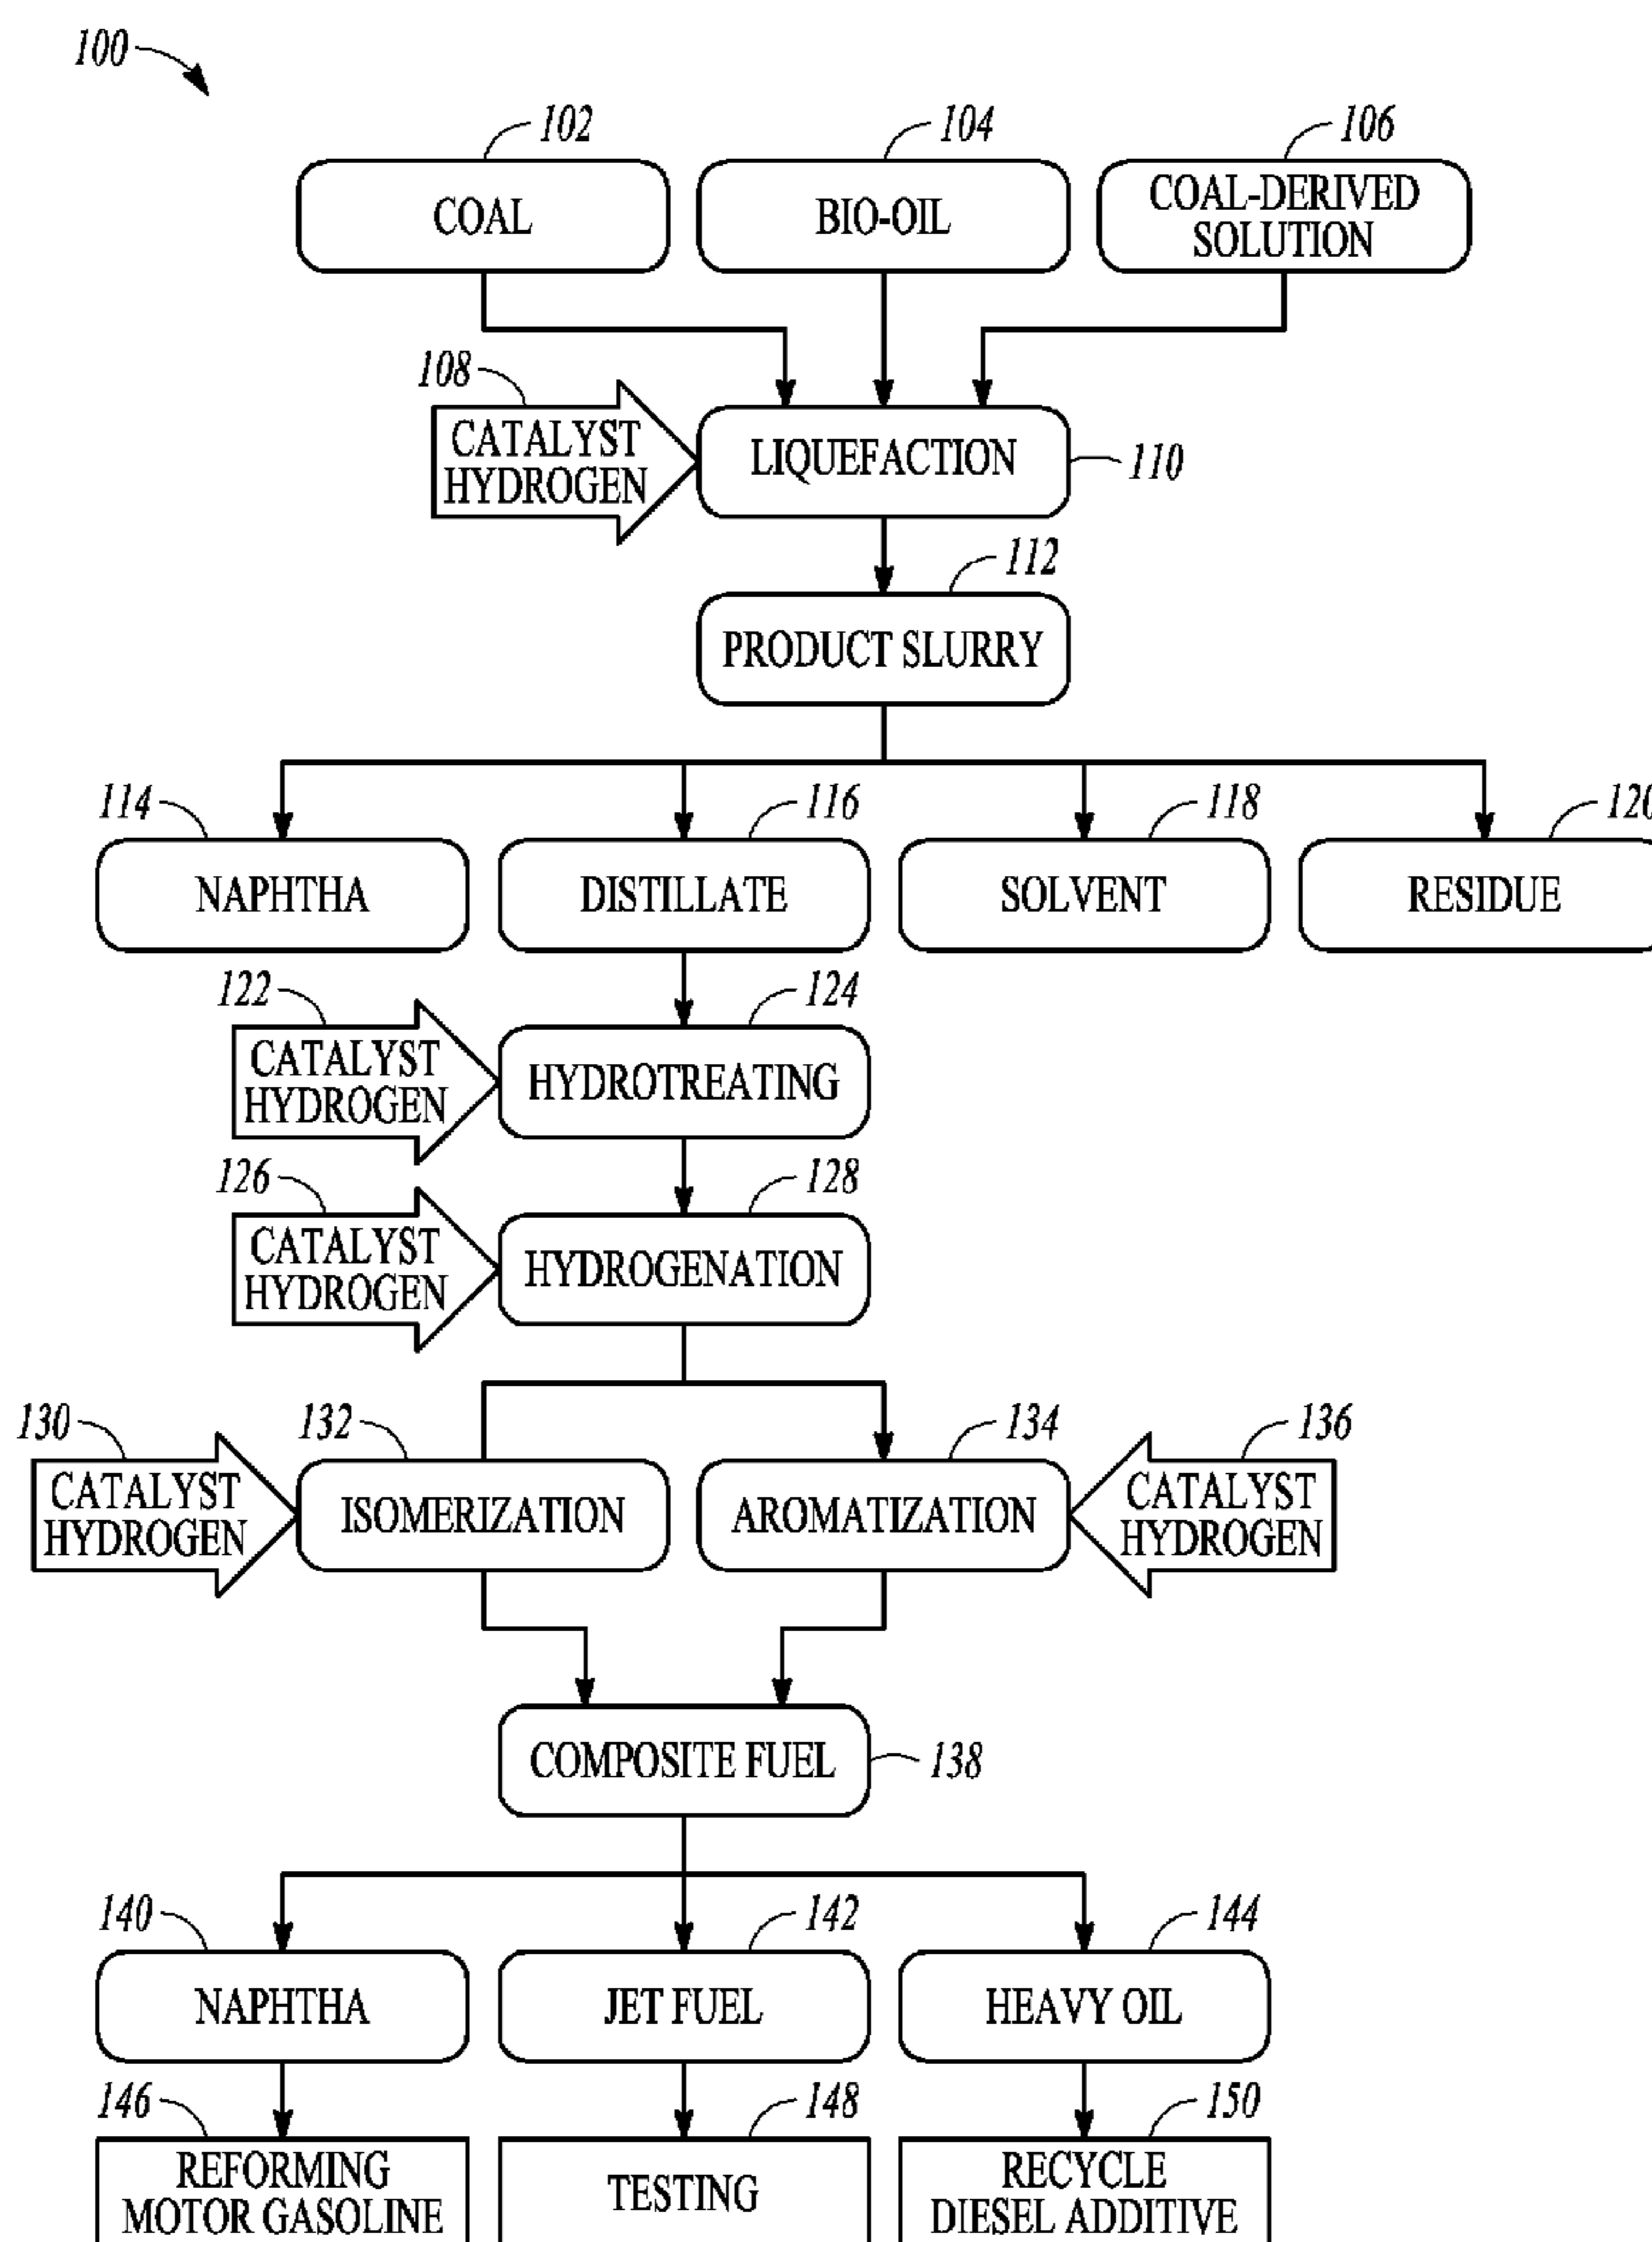 100
102
104
106
COAL
BIO-OIL
COAL-DERIVED
SOLUTION
108
CATALYST
HYDROGEN
LIQUEFACTION
110
112
PRODUCT SLURRY
114
116
118
120
NAPHTHA
DISTILLATE
SOLVENT
RESIDUE
122
124
CATALYST
HYDROGEN
HYDROTREATING
126
128
CATALYST
HYDROGEN
HYDROGENATION
130
132
134
136
CATALYST
HYDROGEN
ISOMERIZATION
AROMATIZATION
CATALYST
HYDROGEN
COMPOSITE FUEL
138
140
142
144
NAPHTHA
JET FUEL
HEAVY OIL
146
148
150
REFORMING
MOTOR GASOLINE
TESTING
RECYCLE
DIESEL ADDITIVE